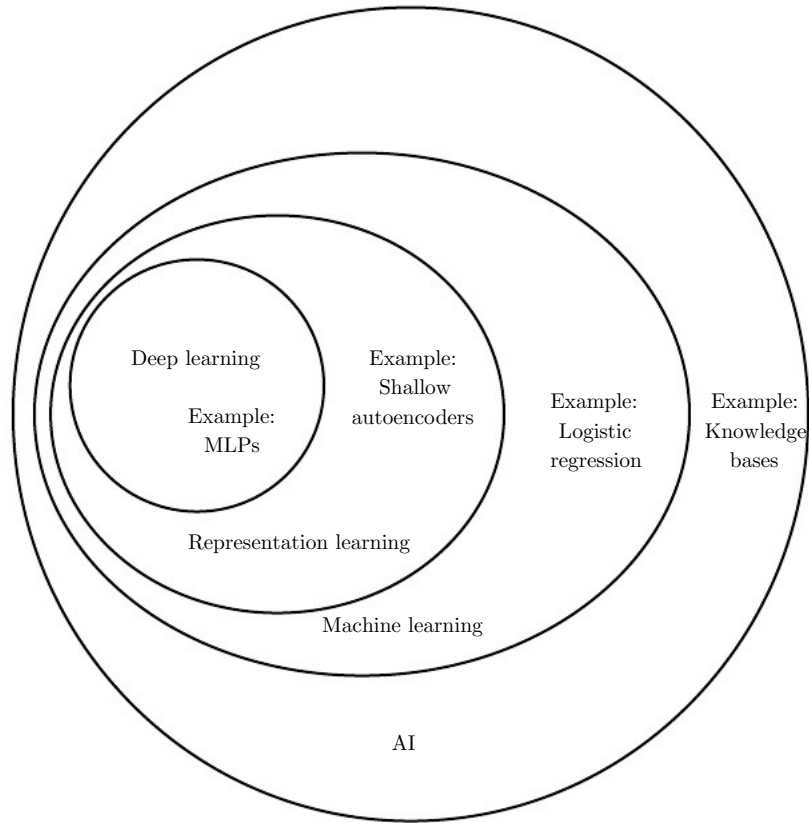 Deep learning
Example:
MLPs
Example:
Shallow
autoencoders
Example:
Logistic
regression
Example:
Knowledge
bases
Representation learning
Machine learning
AI